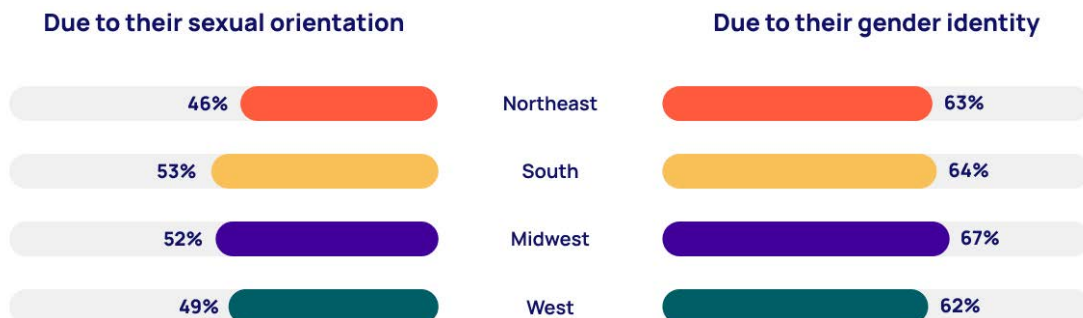 Due to their sexual orientation Due to their gender identity
46% Northeast 63%
53% South 64%
52% Midwest 67%
49% West 62%